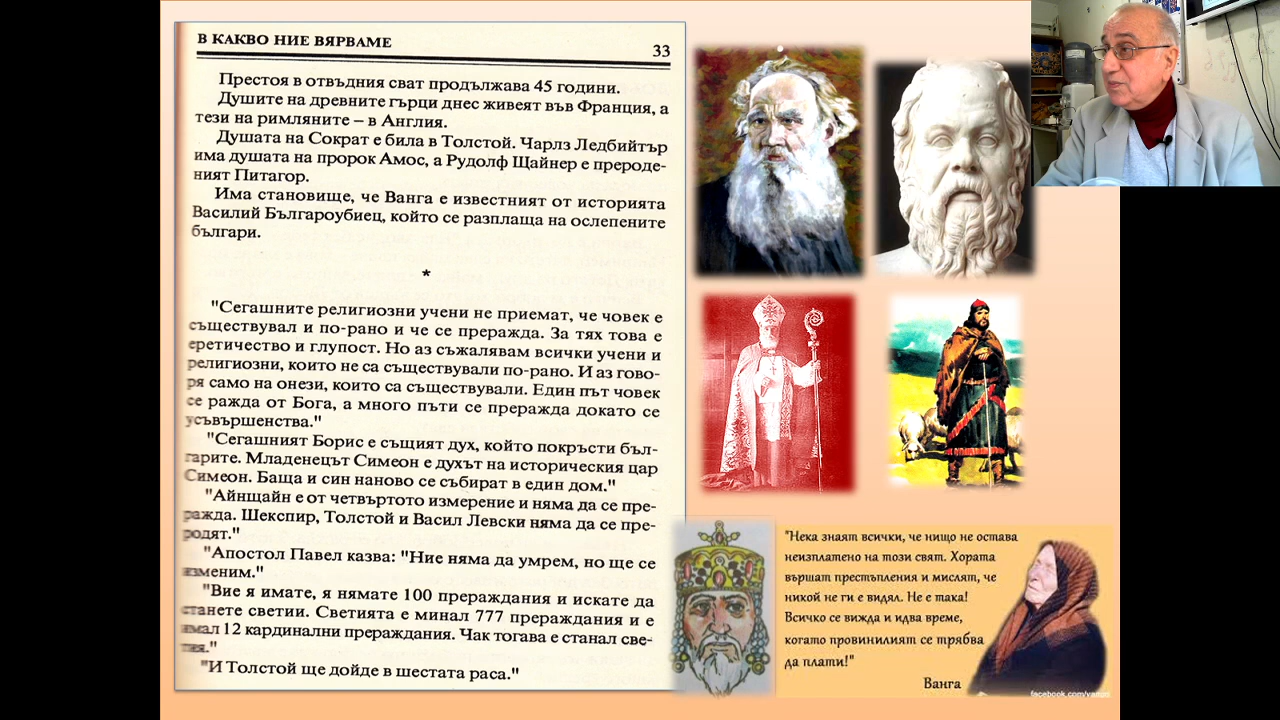 В КАКВО НИЕ ВЯРВАМЕ 33
Престоя в отвъдния сват продължава 45 години.
Душите на древните гърци днес живеят във Франция, а
тези на римляните – в Англия.
Душата на Сократ е била в Толстой. Чарлз Ледбийтър
има душата на пророк Амос, а Рудолф Щайнер е прероде-
ният Питагор.
Има становище, че Ванга е известният от историята
Василий Българоубиец, който се разплаща на ослепените
българи.
*
"Сегашните религиозни учени не приемат, че човек е
съществувал и по-рано и че се преражда. За тях това е
еретичество и глупост. Но аз съжалявам всички учени и
религиозни, които не са съществували по-рано. И аз гово-
ря само на онези, които са съществували. Един път човек
се ражда от Бога, а много пъти се преражда докато се
усъвършенства."
"Сегашният Борис е същият дух, който покръсти бъл-
гарите. Младенецът Симеон е духът на историческия цар
Симеон. Баща и син наново се събират в един дом."
"Айнщайн е от четвъртото измерение и няма да се пре-
ражда. Шекспир, Толстой и Васил Левски няма да се пре-
родят."
"Апостол Павел казва: "Ние няма да умрем, но ще се
изменим."
"Вие я имате, я нямате 100 прераждания и искате да
станете светии. Светията е минал 777 прераждания и е
имал 12 кардинални прераждания. Чак тогава е станал све-
тия."
"И Толстой ще дойде в шестата раса."
"Нека знаят всички, че нищо не остава
неизплатено на този свят. Хората
вършат престъпления и мислят, че
никой не ги е видял. Не е така!
Всичко се вижда и идва време,
когато провинилият се трябва
да плати!"
Ванга